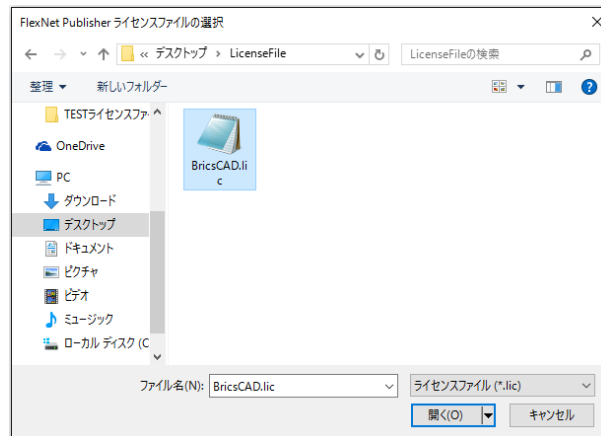 FlexNet Publisher ライセンスファイルの選択
« デスクトップ › LicenseFile
LicenseFileの検索
整理 新しいフォルダー
TESTライセンスファ
OneDrive
PC
ダウンロード
デスクトップ
ドキュメント
ピクチャ
ビデオ
ミュージック
ローカル ディスク (C
BricsCAD.li
c
ファイル名(N): BricsCAD.lic
ライセンスファイル (*.lic)
開く(O) キャンセル